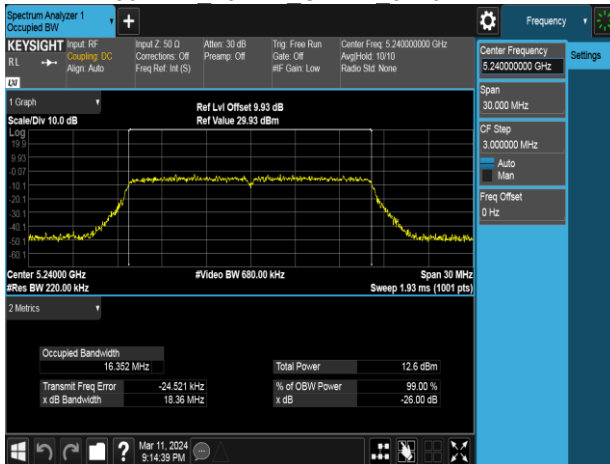 Spectrum Analyzer 1
Occupied BW
+
Frequency
KEYSIGHT Input: RF
Coupling: DC
Align: Auto
Input Z: 50 Ω
Corrections: Off
Freq Ref: Int (S)
Atten: 30 dB
Preamp: Off
Trig: Free Run
Gate: Off
#IF Gain: Low
Center Freq: 5.240000000 GHz
Avg|Hold: 10/10
Radio Std: None
RL
LXI
Center Frequency
5.240000000 GHz
Settings
Span
30.000 MHz
CF Step
3.000000 MHz
Auto
Man
Freq Offset
0 Hz
1 Graph
Scale/Div 10.0 dB
Ref Lvl Offset 9.93 dB
Ref Value 29.93 dBm
Log
19.9
9.93
-0.07
-10.1
-20.1
-30.1
-40.1
-50.1
-60.1
Center 5.24000 GHz
#Res BW 220.00 kHz
#Video BW 680.00 kHz
Span 30 MHz
Sweep 1.93 ms (1001 pts)
2 Metrics
Occupied Bandwidth
16.352 MHz
Total Power 12.6 dBm
Transmit Freq Error -24.521 kHz
% of OBW Power 99.00 %
x dB Bandwidth 18.36 MHz
x dB -26.00 dB
?
Mar 11, 2024
9:14:39 PM